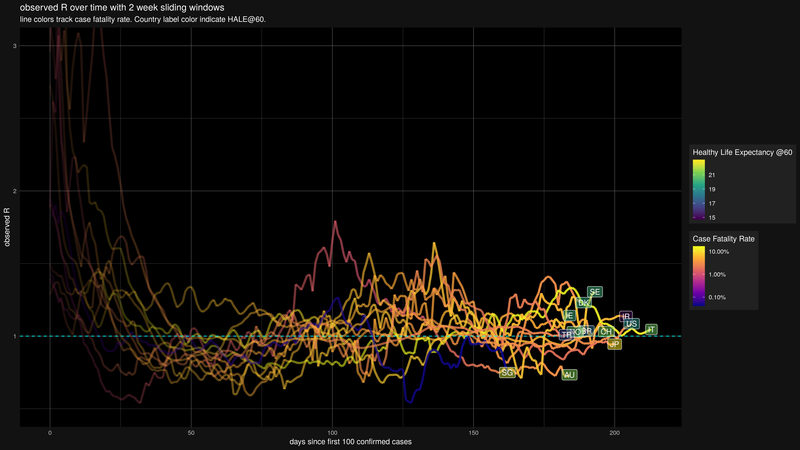 observed R over time with 2 week sliding windows
line colors track case fatality rate. Country label color indicate HALE@60.
3
2
1
observed R
0
50
100
150
200
days since first 100 confirmed cases
SE
DK
IE
IR
US
IT
TR
BR
CH
JP
SG
AU
Healthy Life Expectancy @60
21
19
17
15
Case Fatality Rate
10.00%
1.00%
0.10%